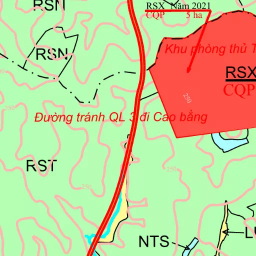 RSN
RSX Năm 2021
CQP 5 ha
RSN
Khu phòng thủ T
RSX
CQP
Đường tránh QL 3 đi Cao bằng
RST
NTS